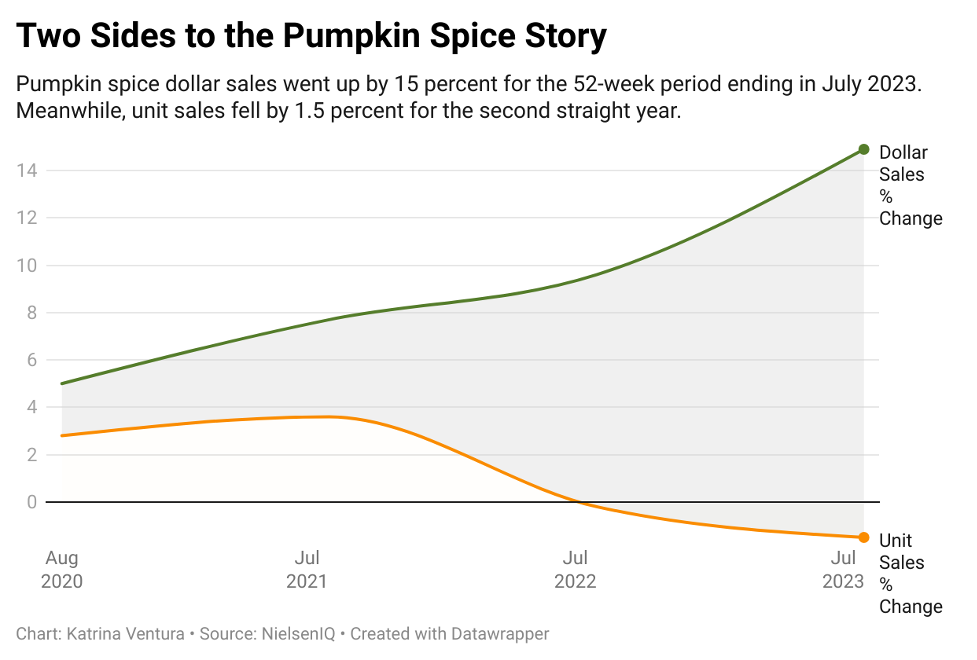 Two Sides to the Pumpkin Spice Story
Pumpkin spice dollar sales went up by 15 percent for the 52-week period ending in July 2023.
Meanwhile, unit sales fell by 1.5 percent for the second straight year.
14
12
10
8
6
4
2
0
Dollar
Sales
%
Change
Unit
Sales
%
Change
Aug
2020
Jul
2021
Jul
2022
Jul
2023
Chart: Katrina Ventura • Source: NielsenIQ • Created with Datawrapper